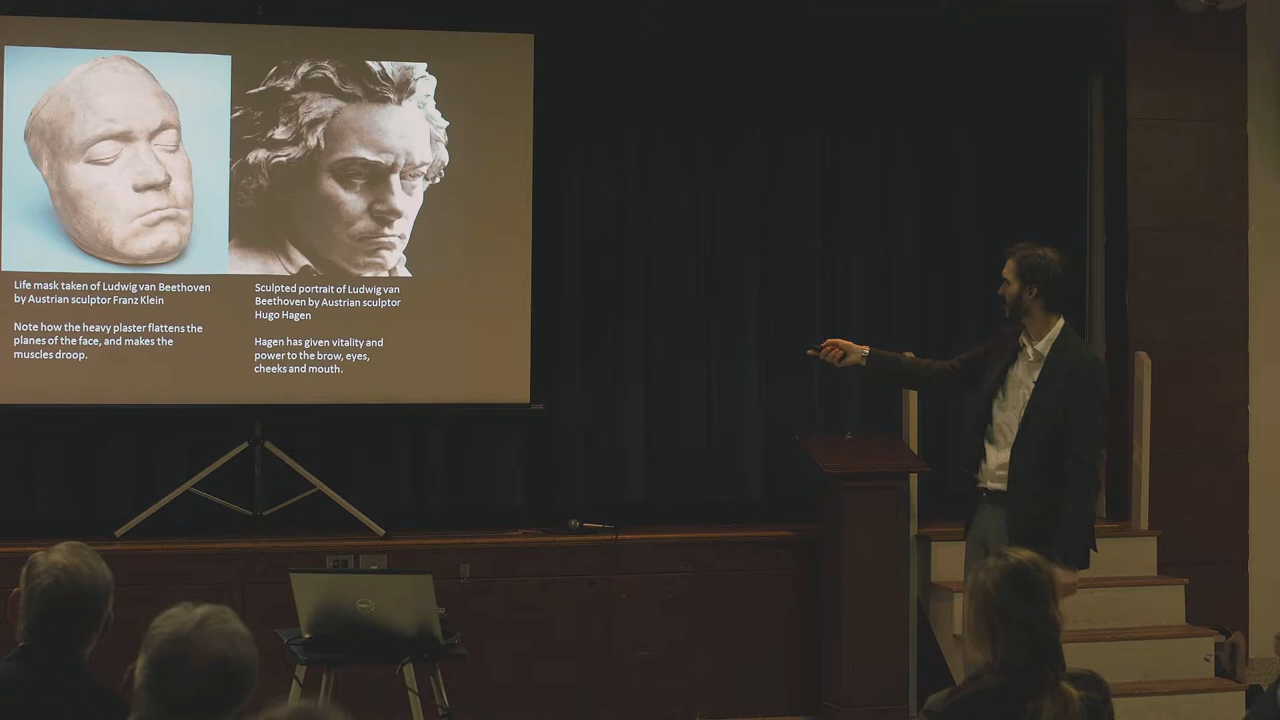 Life mask taken of Ludwig van Beethoven
by Austrian sculptor Franz Klein
Note how the heavy plaster flattens the
planes of the face, and makes the
muscles droop.
Sculpted portrait of Ludwig van
Beethoven by Austrian sculptor
Hugo Hagen
Hagen has given vitality and
power to the brow, eyes,
cheeks and mouth.
DELL